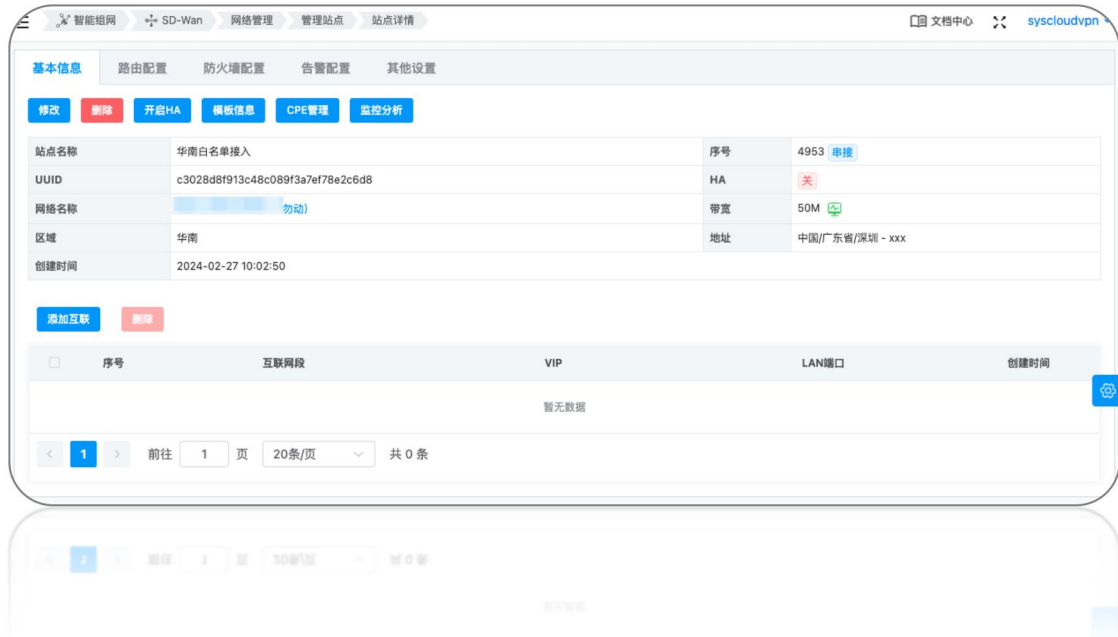 智能组网 SD-Wan 网络管理 管理站点 站点详情 文档中心 syscloudvpn
基本信息 路由配置 防火墙配置 告警配置 其他设置
修改 删除 开启HA 模板信息 CPE管理 监控分析
站点名称 华南白名单接入 序号 4953 串接
UUID c3028d8f913c48c089f3a7ef78e2c6d8 HA 关
网络名称 勿动) 带宽 50M
区域 华南 地址 中国/广东省/深圳 - xxx
创建时间 2024-02-27 10:02:50
添加互联 删除
序号 互联网段 VIP LAN端口 创建时间
暂无数据
1 前往 1 页 20条/页 共 0 条